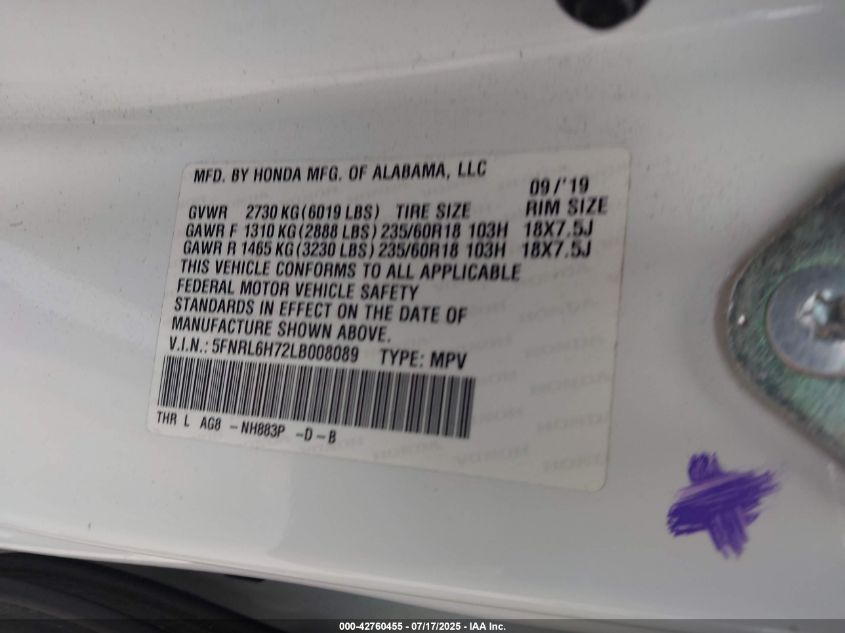 MFD. BY HONDA MFG. OF ALABAMA, LLC
09/'19
GVWR 2730 KG(6019 LBS) TIRE SIZE RIM SIZE
GAWR F 1310 KG(2888 LBS) 235/60R18 103H 18X7.5J
GAWR R 1465 KG(3230 LBS) 235/60R18 103H 18X7.5J
THIS VEHICLE CONFORMS TO ALL APPLICABLE
FEDERAL MOTOR VEHICLE SAFETY
STANDARDS IN EFFECT ON THE DATE OF
MANUFACTURE SHOWN ABOVE.
V.I.N.: 5FNRL6H72LB008089 TYPE: MPV
THR L AG8 -NH883P -D-B
000-42760455 - 07/17/2025 - IAA Inc.